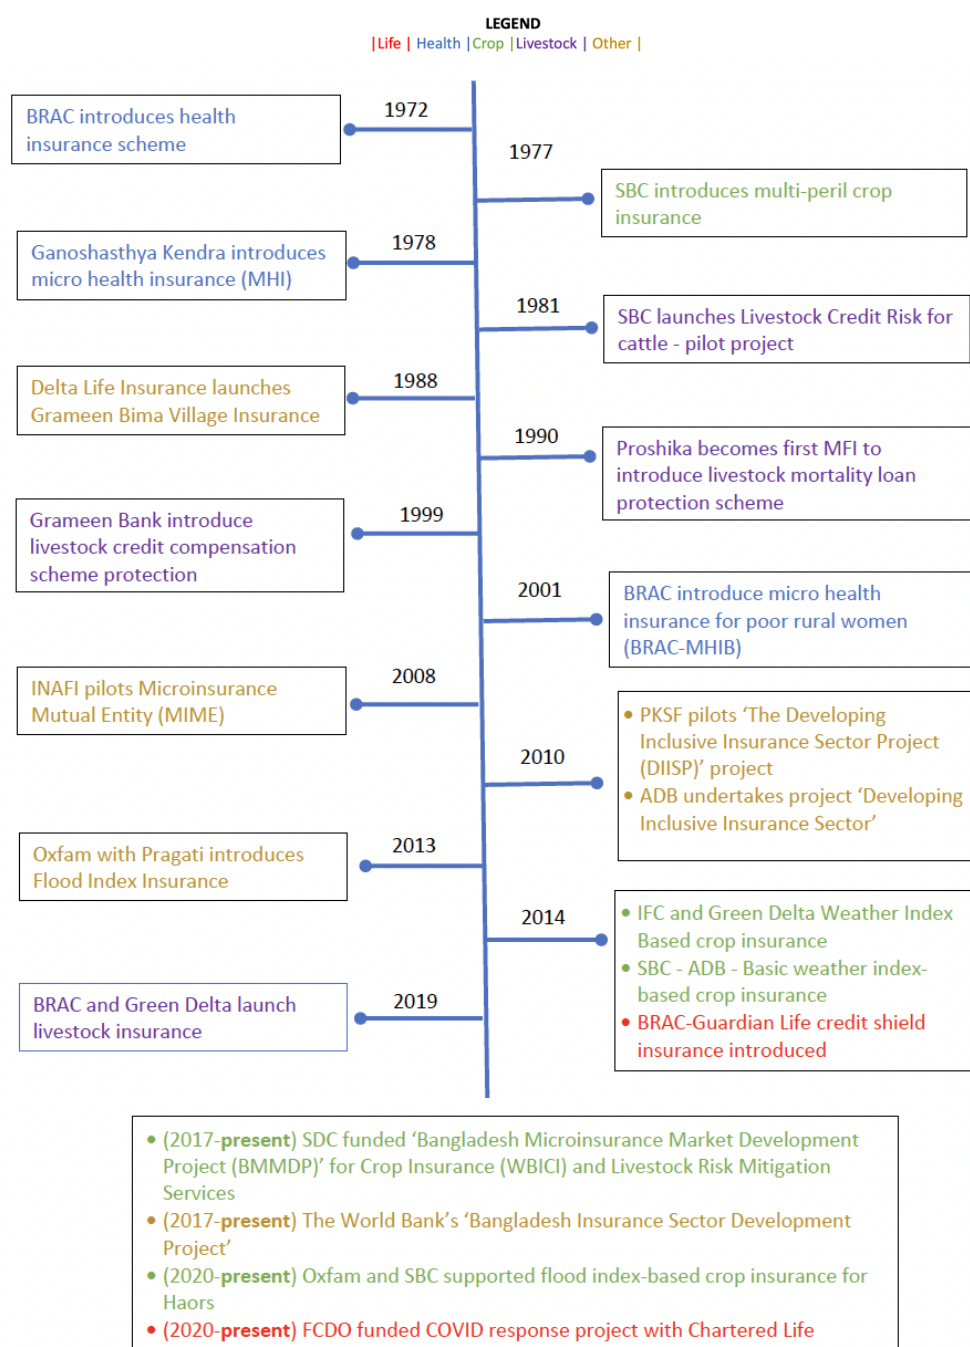 LEGEND
|Life | Health |Crop |Livestock | Other |
1972
BRAC introduces health
insurance scheme
1977
SBC introduces multi-peril crop
insurance
1978
Ganoshasthya Kendra introduces
micro health insurance (MHI)
1981
SBC launches Livestock Credit Risk for
cattle - pilot project
1988
Delta Life Insurance launches
Grameen Bima Village Insurance
1990
Proshika becomes first MFI to
introduce livestock mortality loan
protection scheme
1999
Grameen Bank introduce
livestock credit compensation
scheme protection
2001
BRAC introduce micro health
insurance for poor rural women
(BRAC-MHIB)
2008
INAFI pilots Microinsurance
Mutual Entity (MIME)
2010
• PKSF pilots ‘The Developing
Inclusive Insurance Sector Project
(DIISP)’ project
• ADB undertakes project ‘Developing
Inclusive Insurance Sector’
2013
Oxfam with Pragati introduces
Flood Index Insurance
2014
• IFC and Green Delta Weather Index
Based crop insurance
• SBC - ADB - Basic weather index-
based crop insurance
• BRAC-Guardian Life credit shield
insurance introduced
2019
BRAC and Green Delta launch
livestock insurance
• (2017-present) SDC funded ‘Bangladesh Microinsurance Market Development
Project (BMMDP)’ for Crop Insurance (WBICI) and Livestock Risk Mitigation
Services
• (2017-present) The World Bank’s ‘Bangladesh Insurance Sector Development
Project’
• (2020-present) Oxfam and SBC supported flood index-based crop insurance for
Haors
• (2020-present) FCDO funded COVID response project with Chartered Life